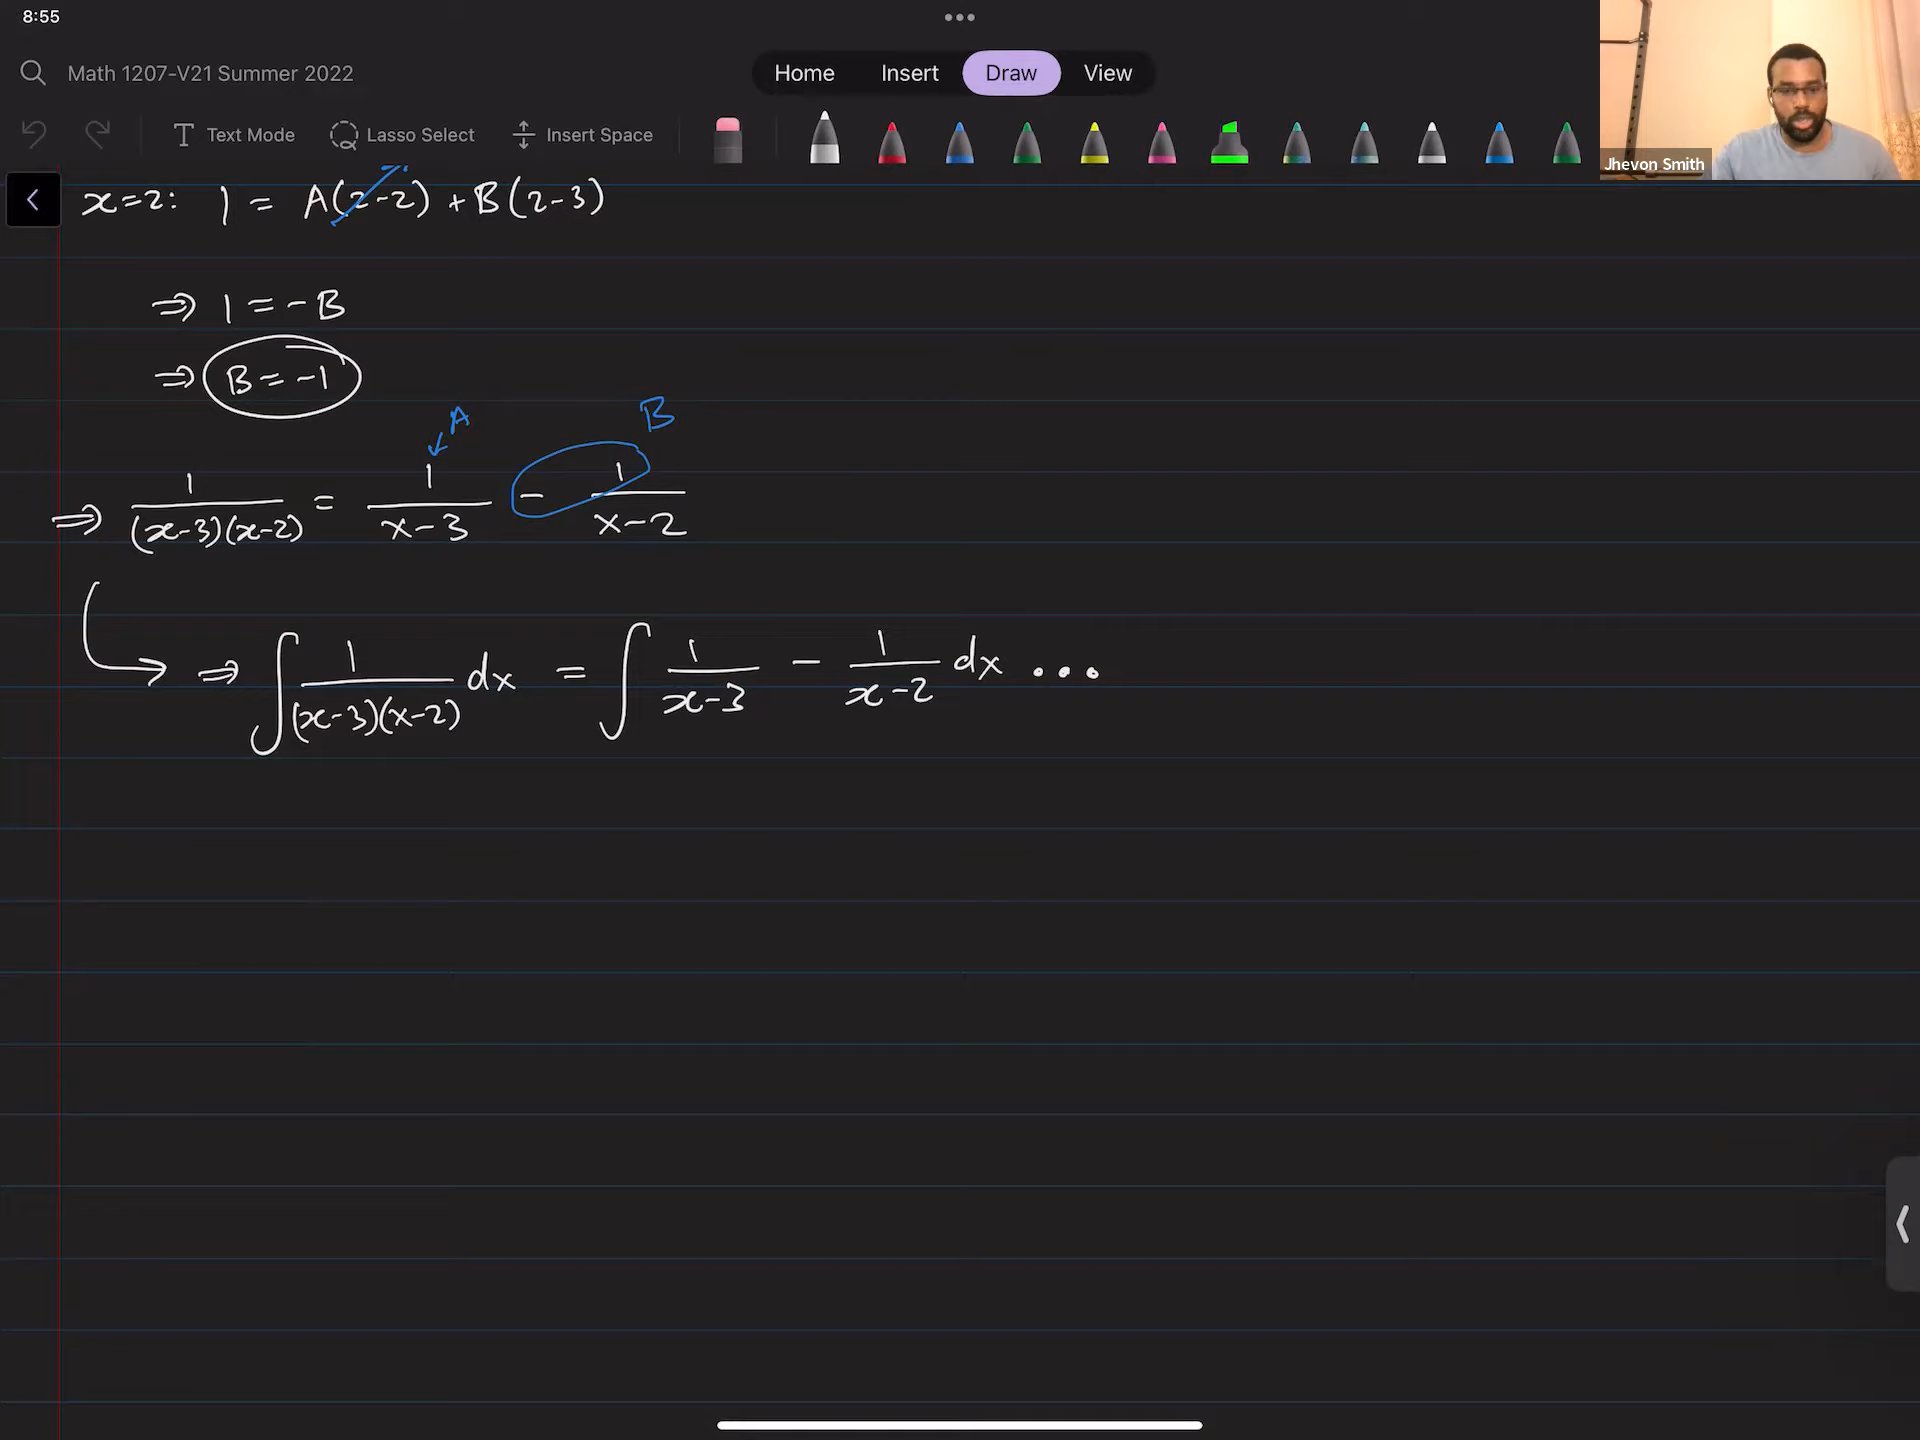 8:55
Math 1207-V21 Summer 2022
Home Insert Draw View
Text Mode Lasso Select Insert Space
Jhevon Smith
x=2: 1 = A(2-2) + B(2-3)
⇒ 1 = -B
⇒ B = -1
A B
⇒ 1/((x-3)(x-2)) = 1/(x-3) - 1/(x-2)
⇒ ∫ 1/((x-3)(x-2)) dx = ∫ 1/(x-3) - 1/(x-2) dx ...